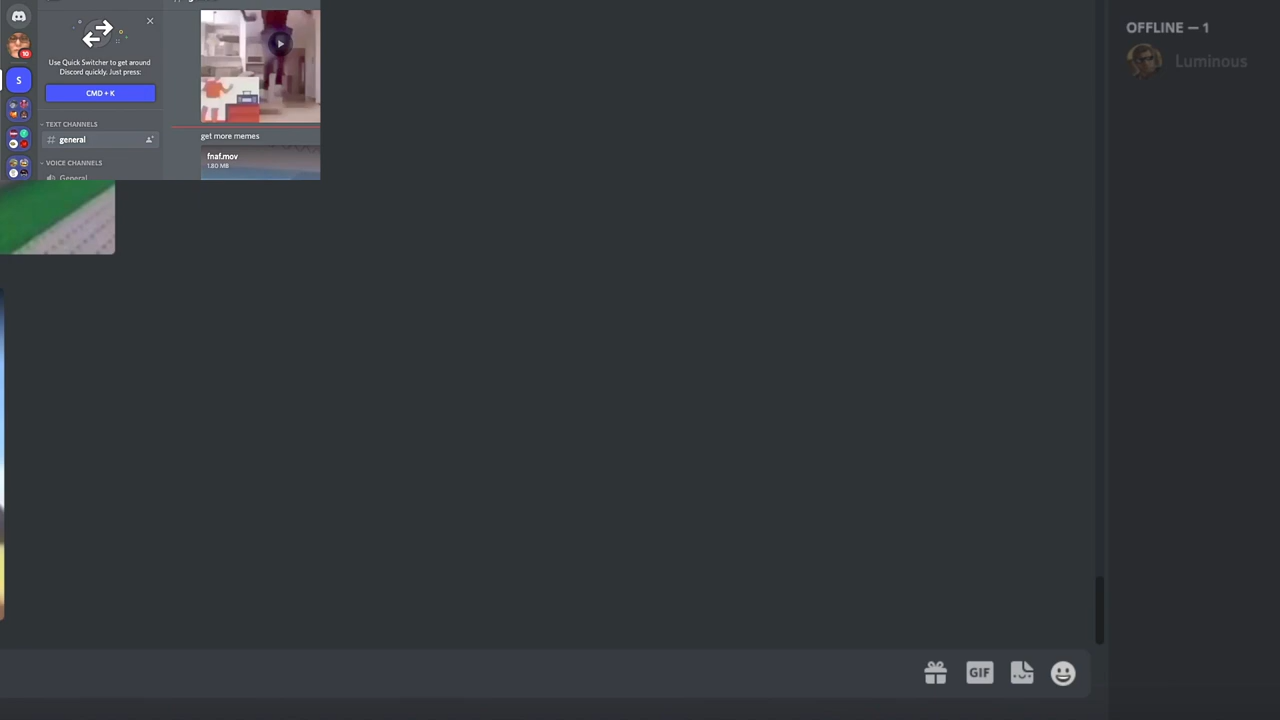 10
Use Quick Switcher to get around
Discord quickly. Just press:
CMD + K
S
TEXT CHANNELS
# general
VOICE CHANNELS
General
get more memes
fnaf.mov
1.80 MB
OFFLINE — 1
Luminous
GIF